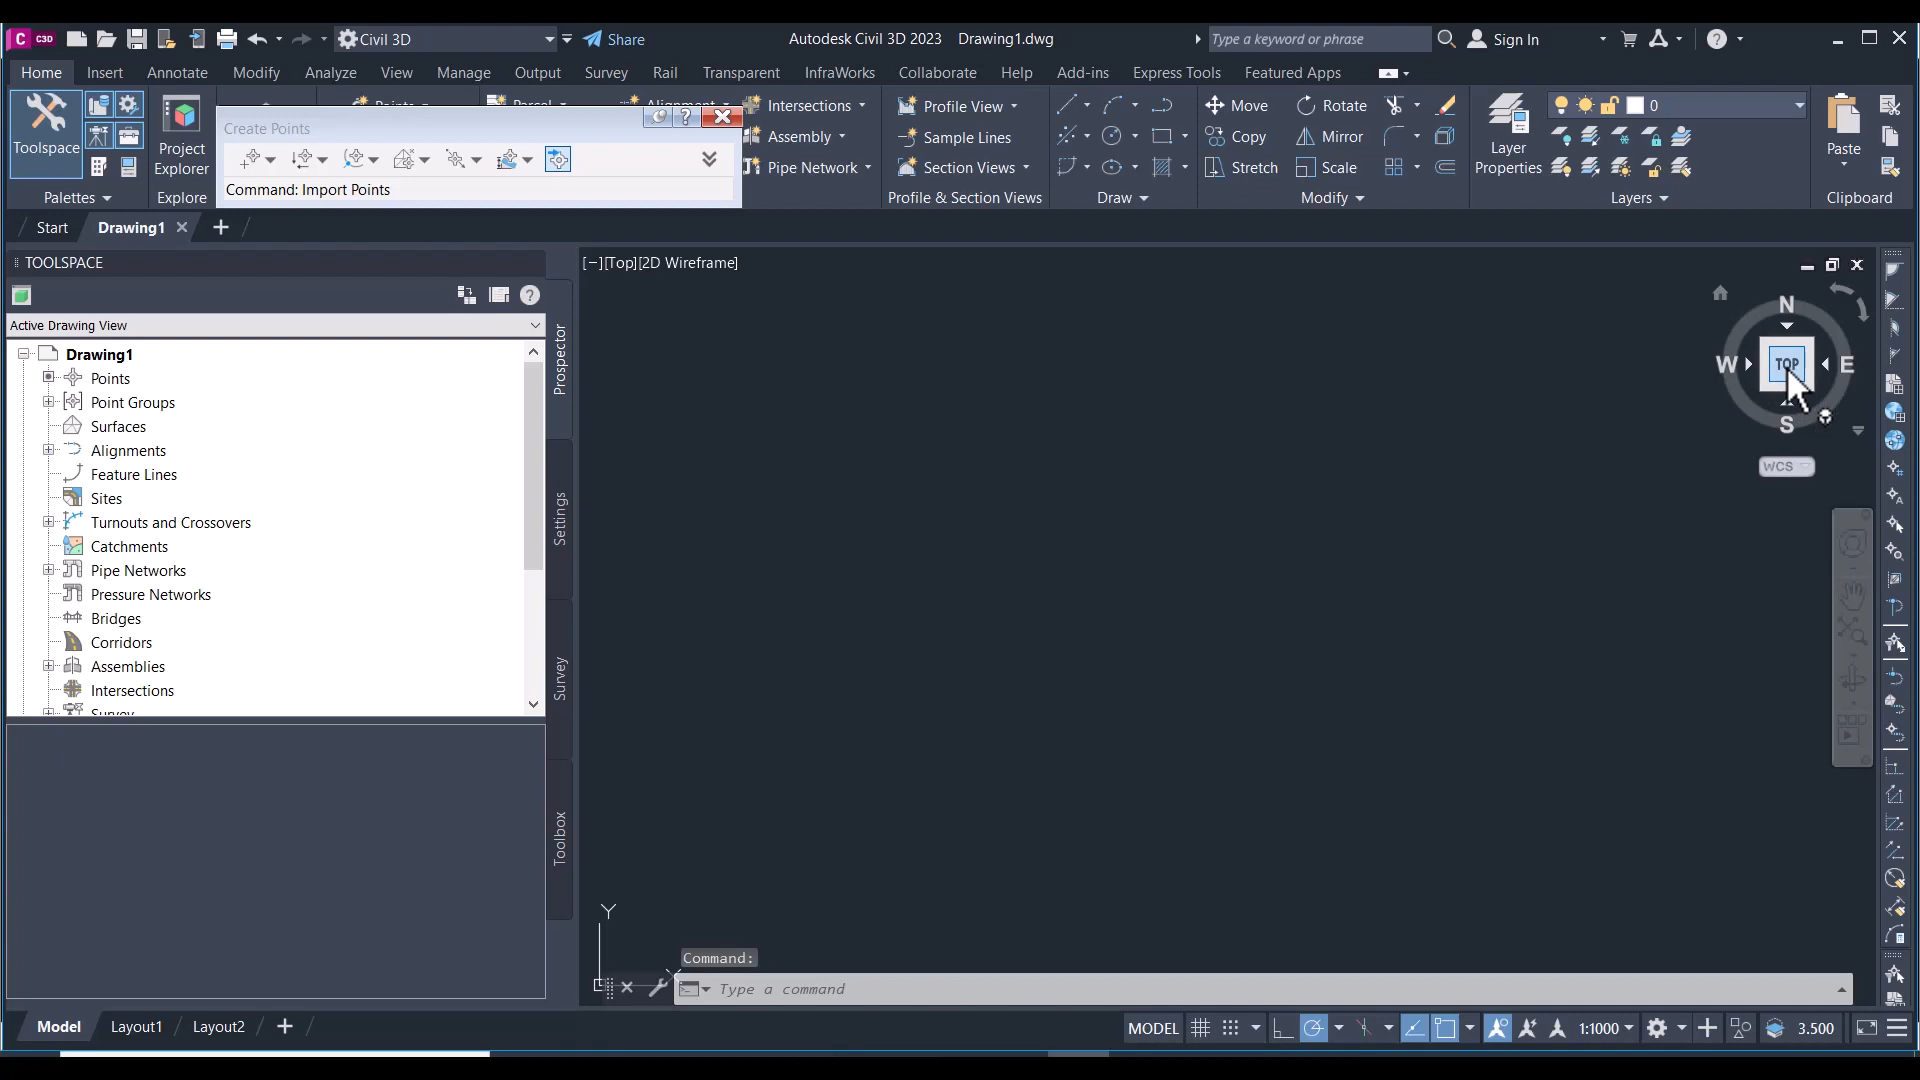 C C3D Civil 3D Share Autodesk Civil 3D 2023 Drawing1.dwg Type a keyword or phrase Sign In
Home Insert Annotate Modify Analyze View Manage Output Survey Rail Transparent InfraWorks Collaborate Help Add-ins Express Tools Featured Apps
Toolspace
Palettes
Project
Explorer
Explore
Create Points
Command: Import Points
Intersections
Assembly
Pipe Network
Profile View
Sample Lines
Section Views
Profile & Section Views
Draw
Move Rotate
Copy Mirror
Stretch Scale
Modify
Layer
Properties
0
Layers
Paste
Clipboard
Start Drawing1
TOOLSPACE
Active Drawing View
Drawing1
Points
Point Groups
Surfaces
Alignments
Feature Lines
Sites
Turnouts and Crossovers
Catchments
Pipe Networks
Pressure Networks
Bridges
Corridors
Assemblies
Intersections
Survey
Prospector
Settings
Survey
Toolbox
[−][Top][2D Wireframe]
N
W TOP E
S
WCS
Y
Command:
Type a command
Model Layout1 Layout2
MODEL 1:1000 3.500